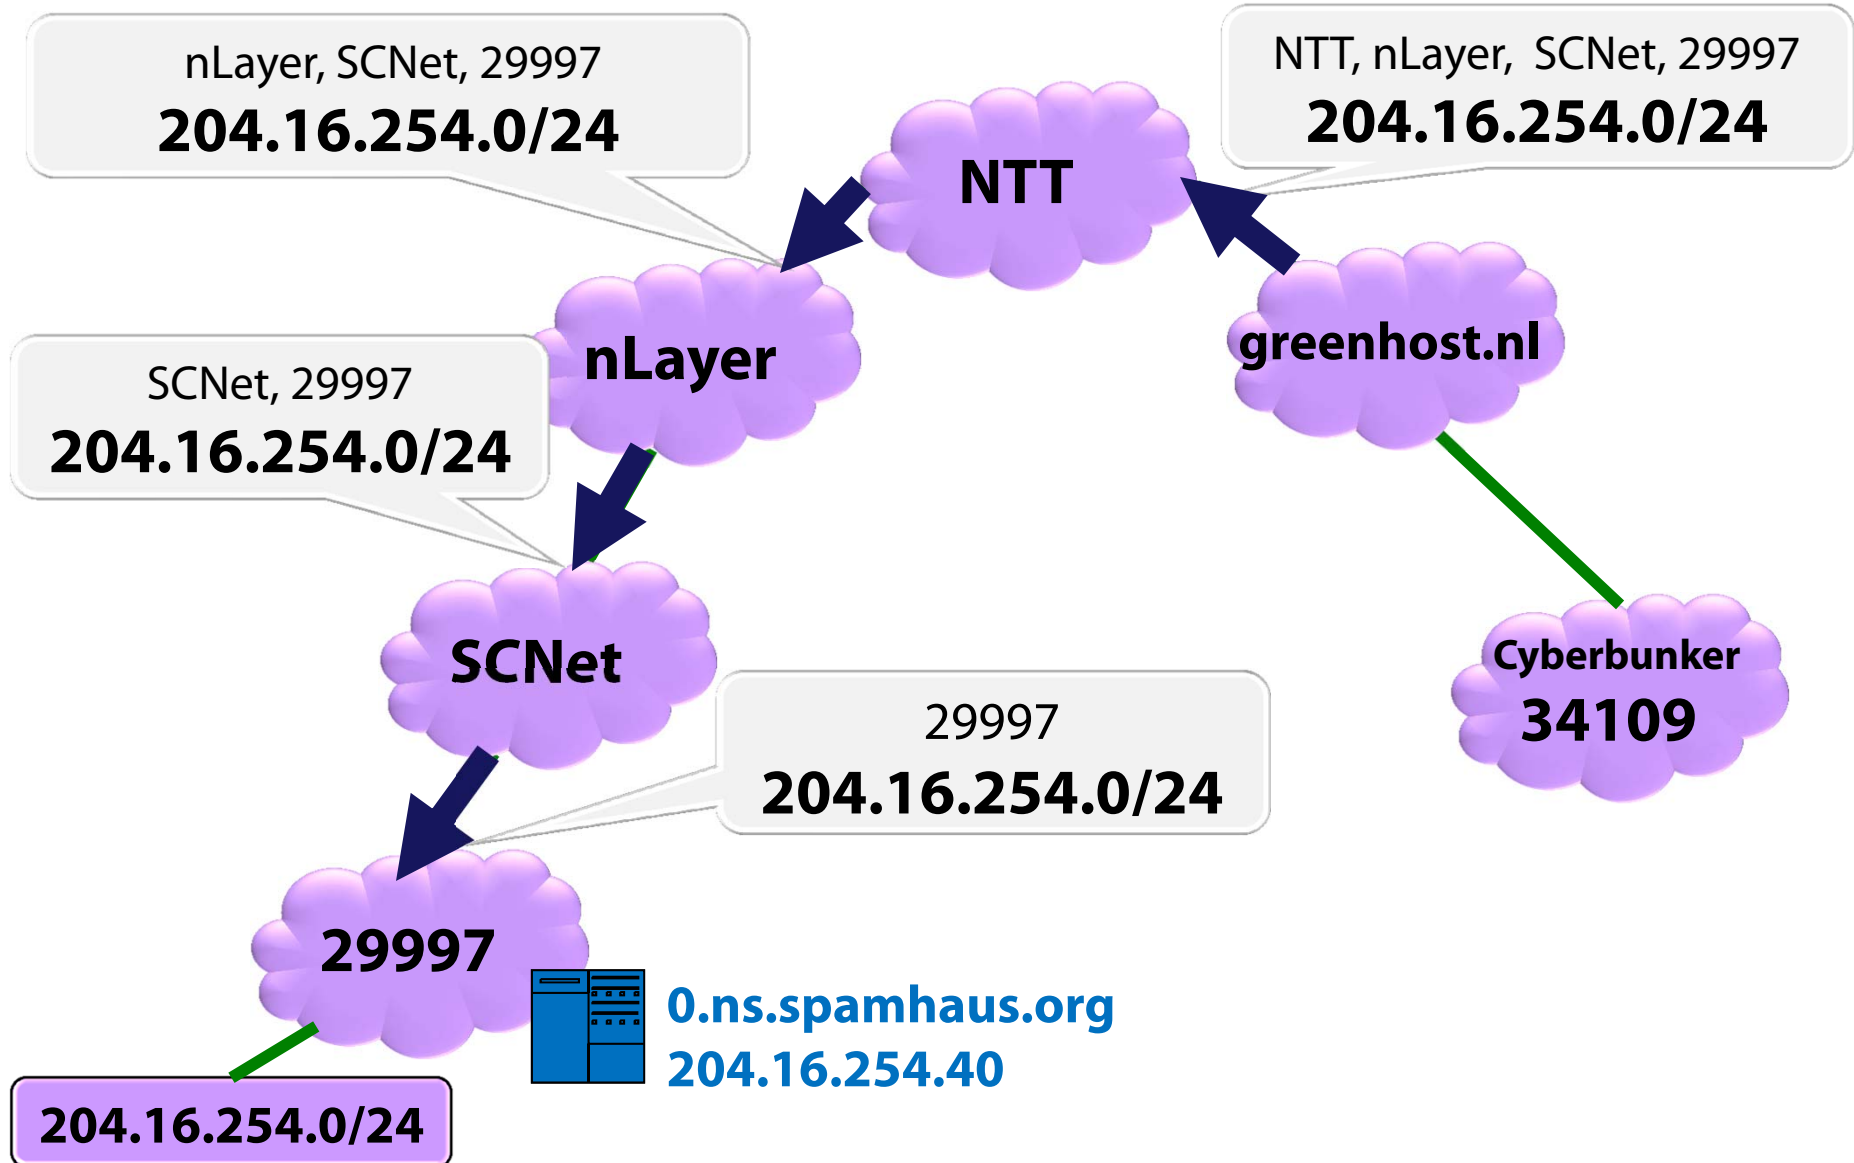 nLayer, SCNet, 29997
204.16.254.0/24
NTT, nLayer, SCNet, 29997
204.16.254.0/24
NTT
greenhost.nl
nLayer
SCNet, 29997
204.16.254.0/24
SCNet
Cyberbunker
34109
29997
204.16.254.0/24
29997
0.ns.spamhaus.org
204.16.254.40
204.16.254.0/24